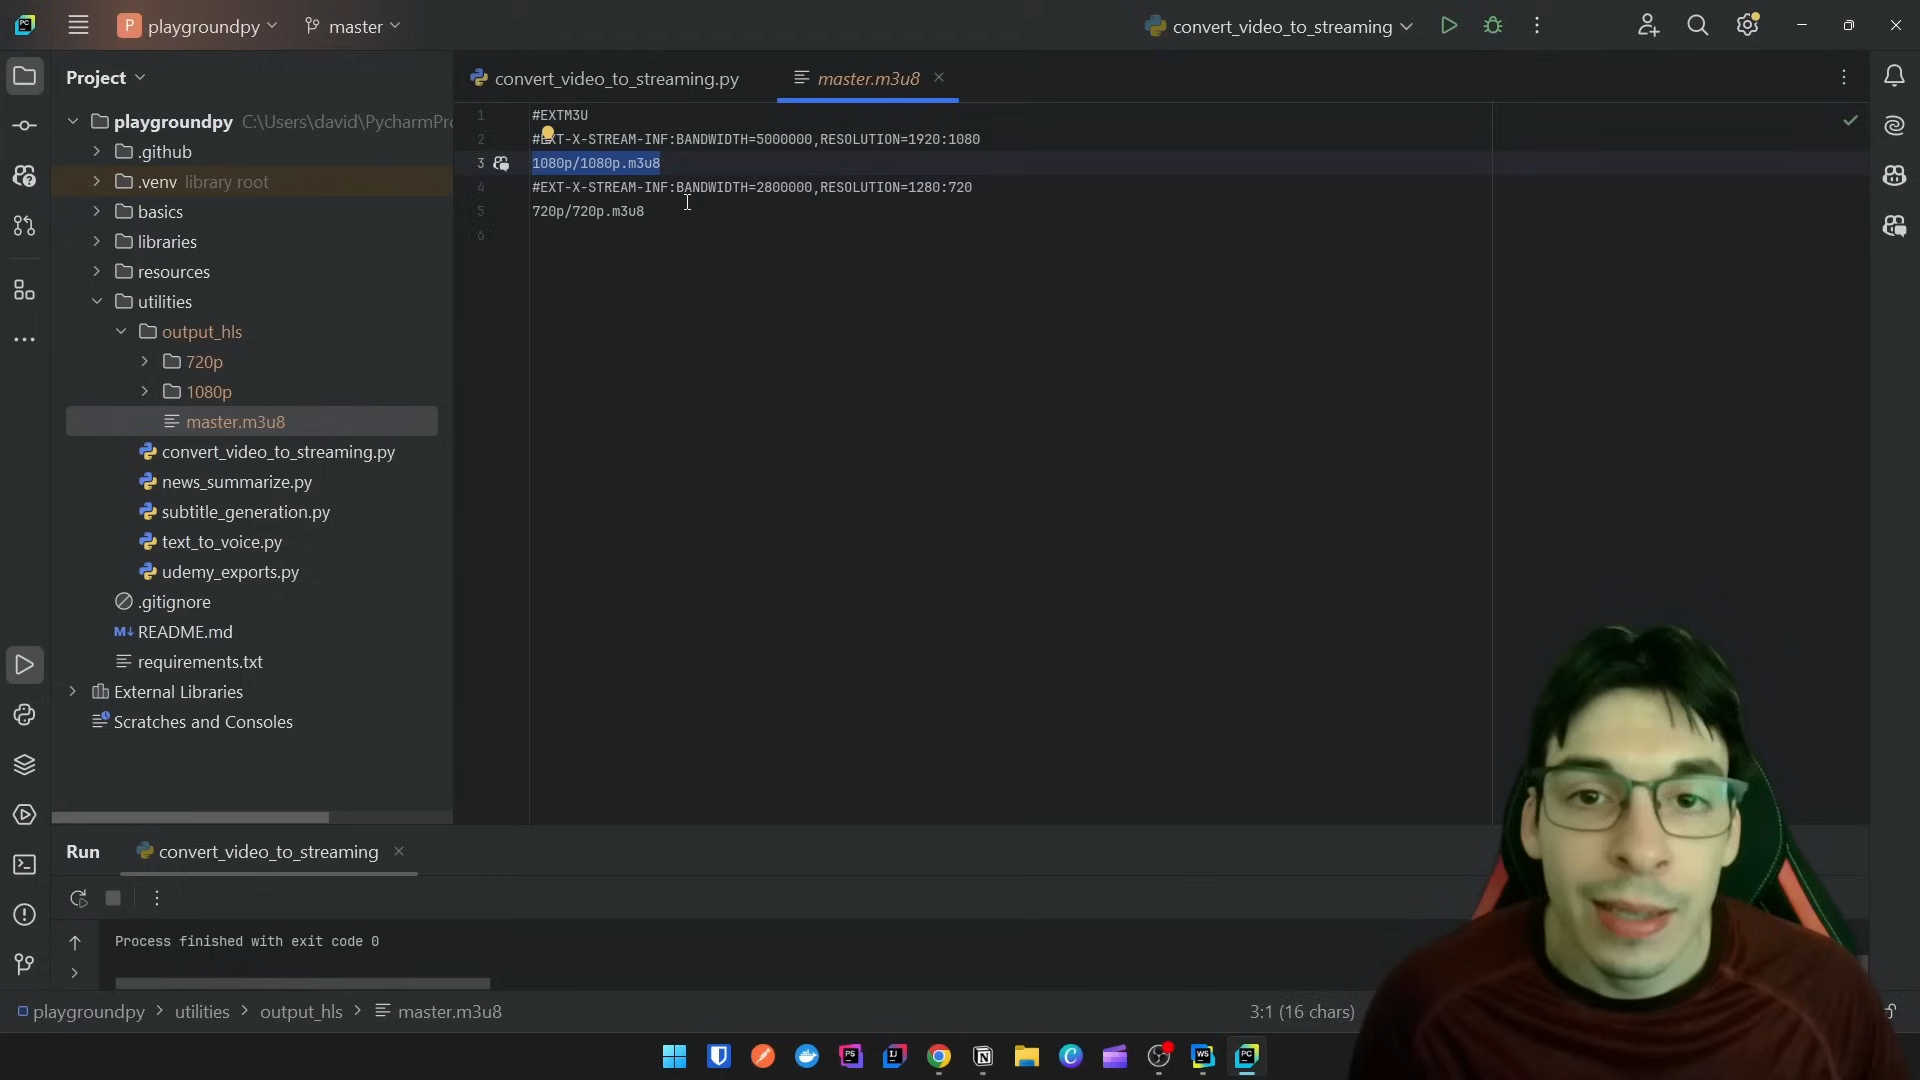 playgroundpy
master
convert_video_to_streaming
Project
convert_video_to_streaming.py
master.m3u8
playgroundpy C:\Users\david\PycharmPr
.github
.venv library root
basics
libraries
resources
utilities
output_hls
720p
1080p
master.m3u8
convert_video_to_streaming.py
news_summarize.py
subtitle_generation.py
text_to_voice.py
udemy_exports.py
.gitignore
README.md
requirements.txt
External Libraries
Scratches and Consoles
1 #EXTM3U
2 #EXT-X-STREAM-INF:BANDWIDTH=5000000,RESOLUTION=1920:1080
3 1080p/1080p.m3u8
4 #EXT-X-STREAM-INF:BANDWIDTH=2800000,RESOLUTION=1280:720
5 720p/720p.m3u8
6
Run
convert_video_to_streaming
Process finished with exit code 0
playgroundpy > utilities > output_hls > master.m3u8
3:1 (16 chars)